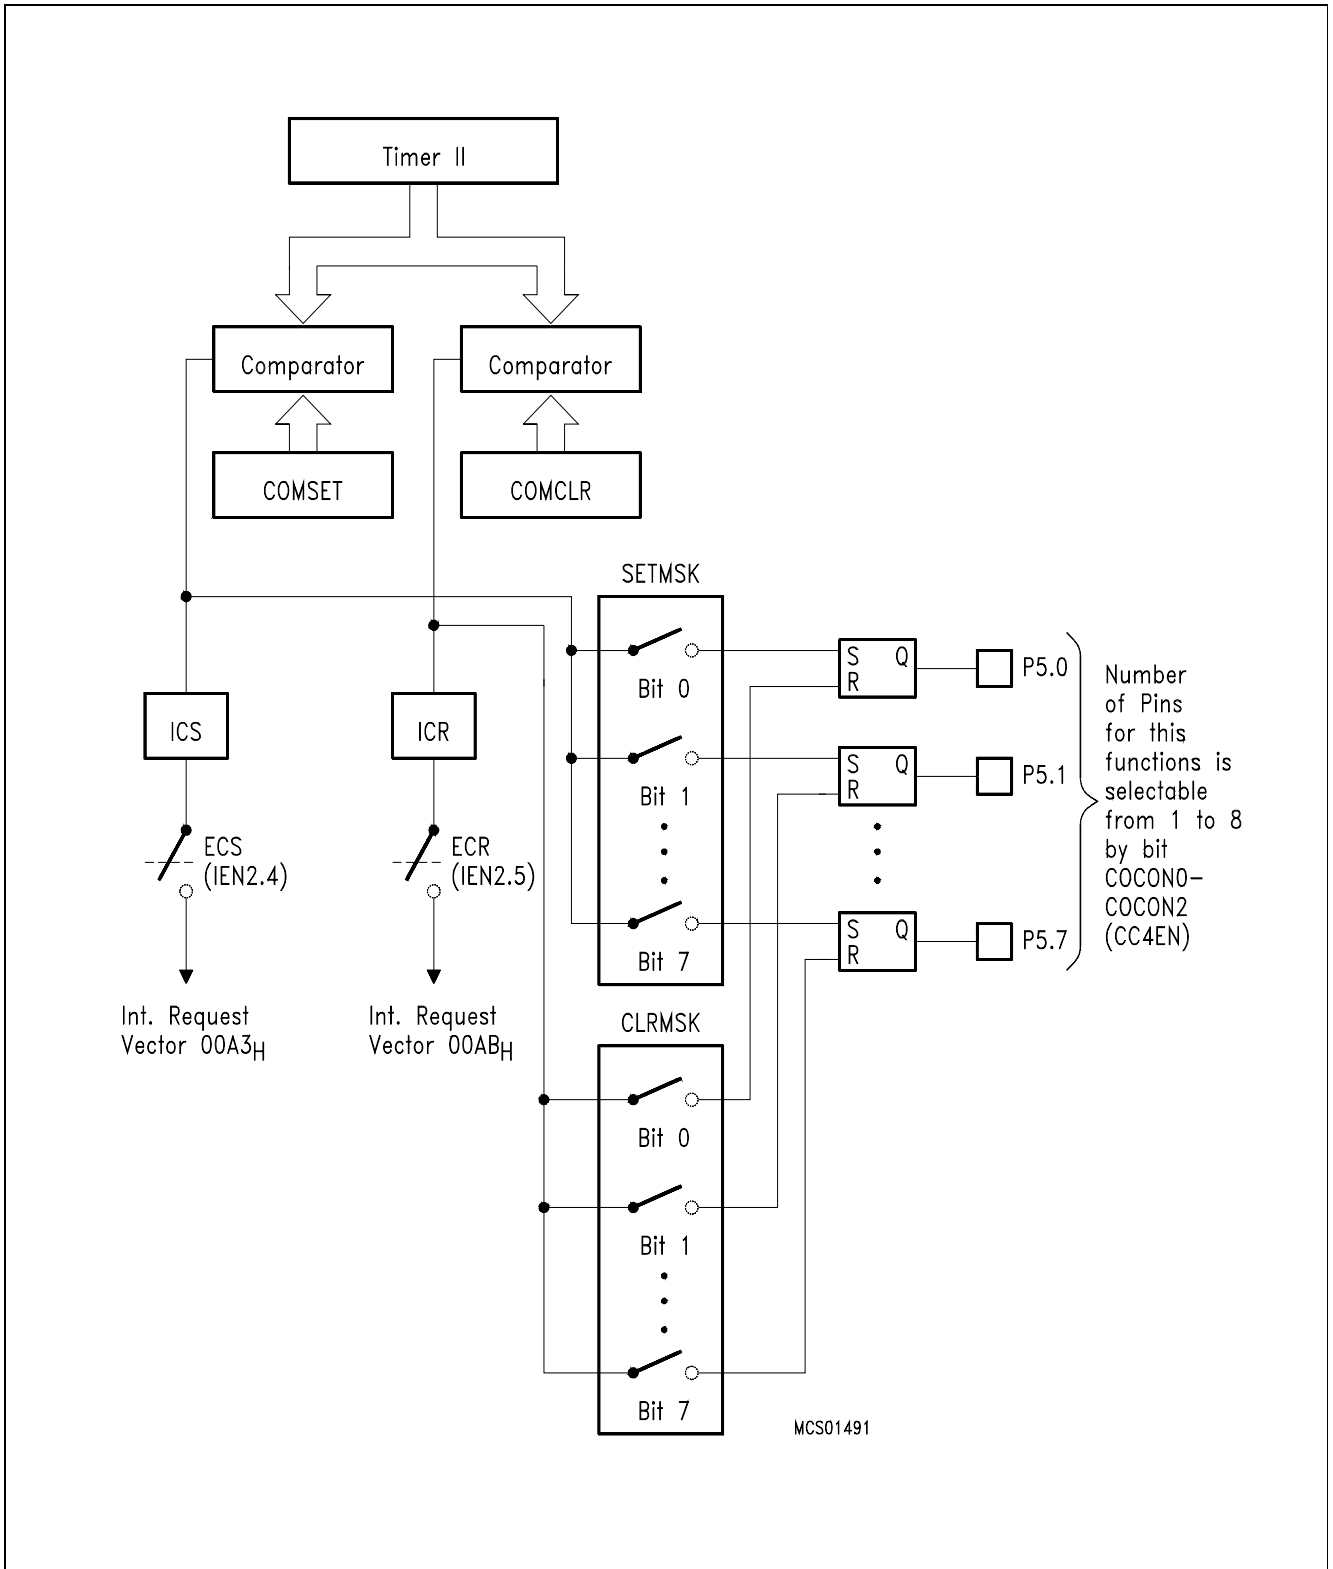 Timer II
Comparator
Comparator
COMSET
COMCLR
SETMSK
Bit 0
Bit 1
Bit 7
ICS
ICR
ECS
(IEN2.4)
ECR
(IEN2.5)
Int. Request
Vector 00A3H
Int. Request
Vector 00ABH
S Q
R
P5.0
S Q
R
P5.1
S Q
R
P5.7
Number
of Pins
for this
functions is
selectable
from 1 to 8
by bit
COCON0-
COCON2
(CC4EN)
CLRMSK
Bit 0
Bit 1
Bit 7
MCS01491